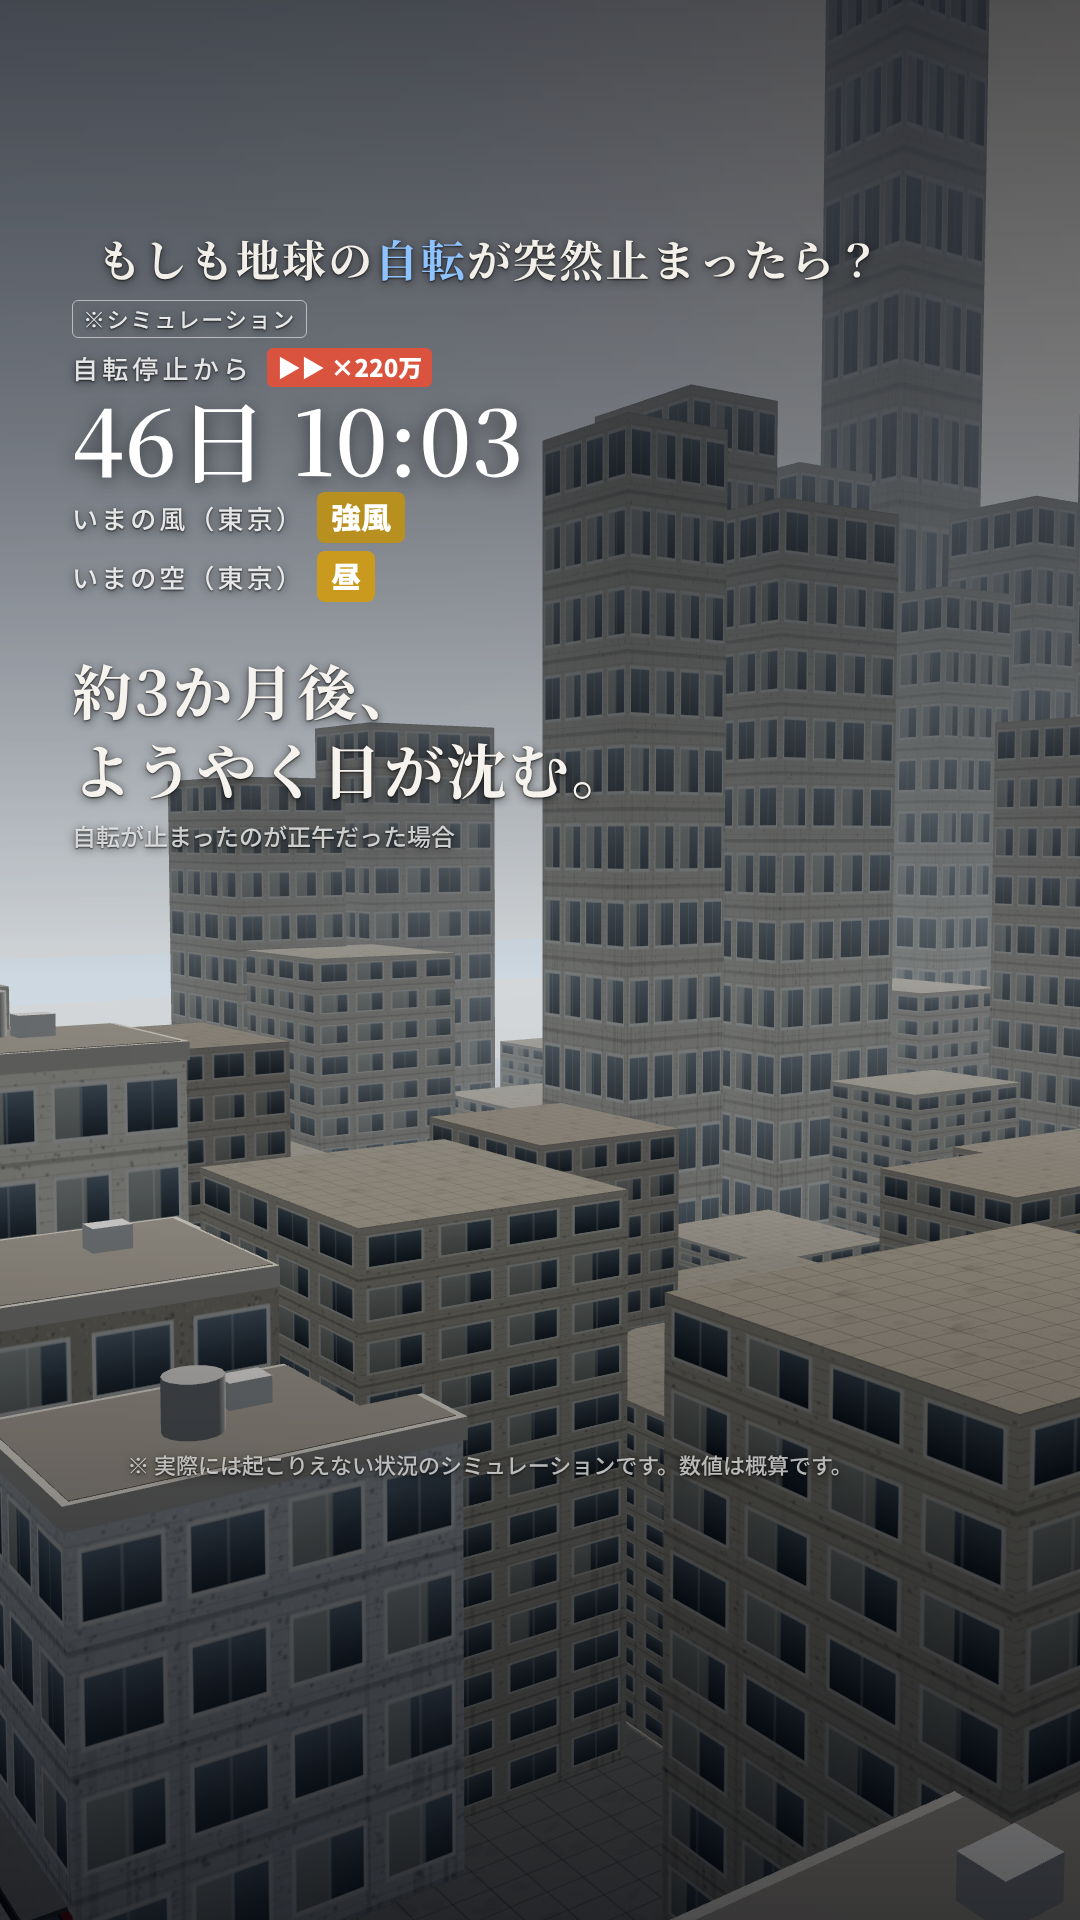 もしも地球の自転が突然止まったら？
※シミュレーション
自転停止から ▶▶ ×220万
46日 10:03
いまの風（東京） 強風
いまの空（東京） 昼
約3か月後、
ようやく日が沈む。
自転が止まったのが正午だった場合
※ 実際には起こりえない状況のシミュレーションです。数値は概算です。